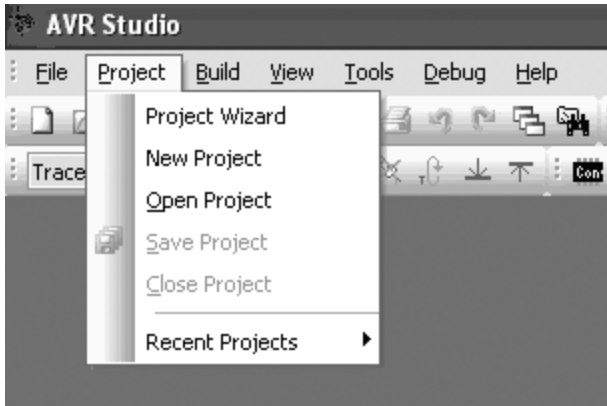 AVR Studio
File Project Build View Tools Debug Help
Project Wizard
New Project
Trace
Open Project
Save Project
Close Project
Recent Projects